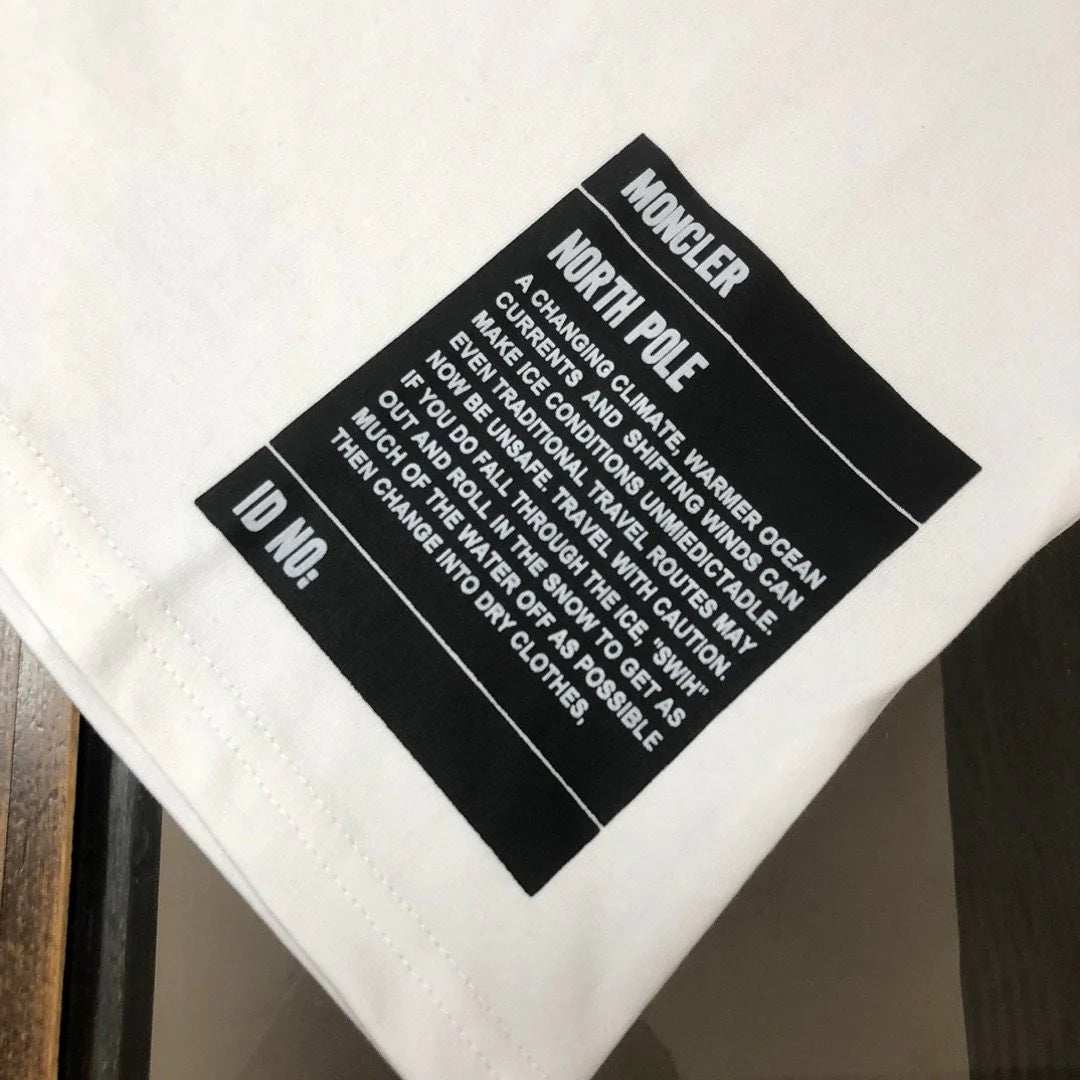 MONCLER
NORTH POLE
A CHANGING CLIMATE, WARMER OCEAN
CURRENTS AND SHIFTING WINDS CAN
MAKE ICE CONDITIONS UNMEDICTADLE.
EVEN TRADITIONAL TRAVEL ROUTES MAY
NOW BE UNSAFE. TRAVEL WITH CAUTION.
IF YOU DO FALL THROUGH THE ICE, "SWIH"
OUT AND ROLL IN THE SNOW TO GET AS
MUCH OF THE WATER OFF AS POSSIBLE
THEN CHANGE INTO DRY CLOTHES,
ID NO: